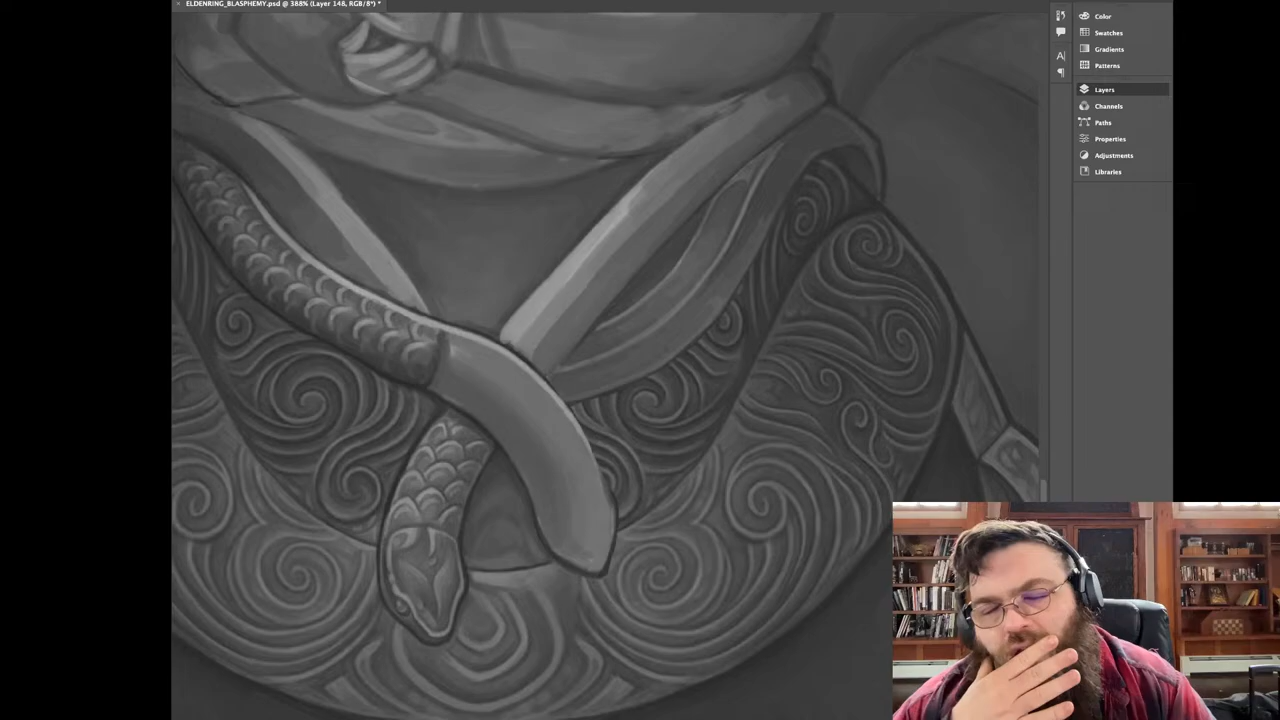 ELDENRING_BLASPHEMY.psd @ 388% (Layer 148, RGB/8*) *
Color
Swatches
Gradients
Patterns
Layers
Channels
Paths
Properties
Adjustments
Libraries